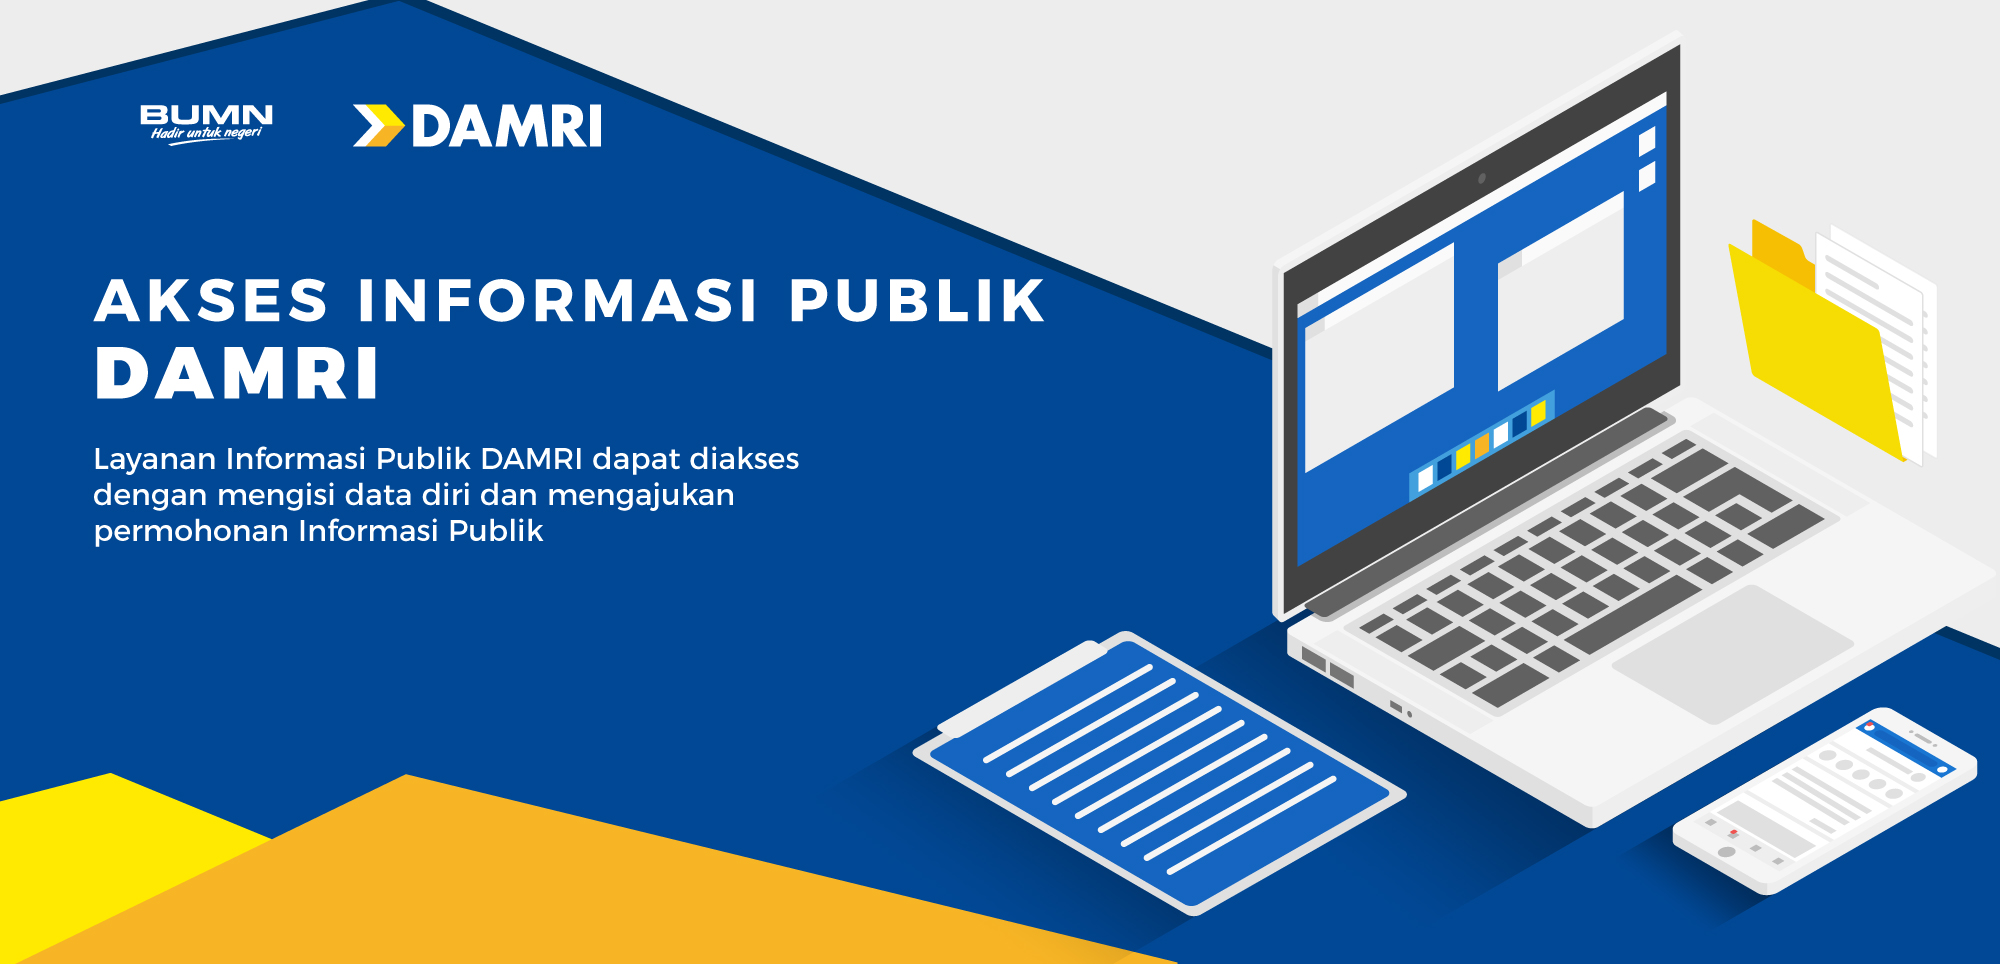 BUMN
Hadir untuk negeri
DAMRI
AKSES INFORMASI PUBLIK
DAMRI
Layanan Informasi Publik DAMRI dapat diakses
dengan mengisi data diri dan mengajukan
permohonan Informasi Publik